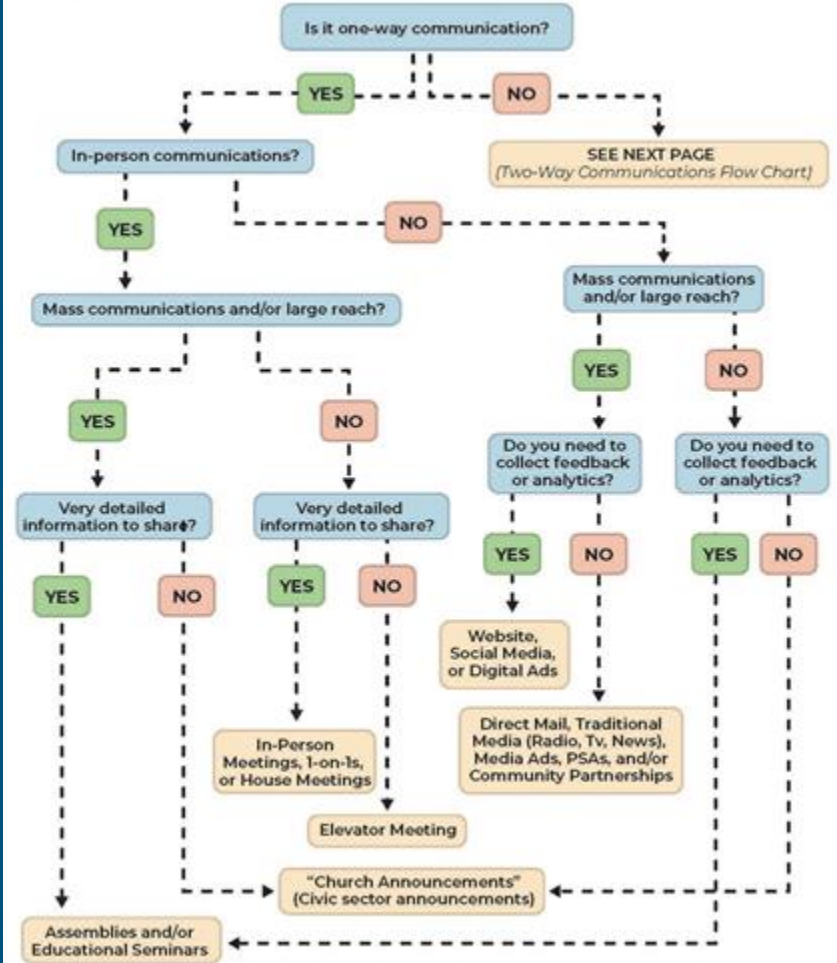 Is it one-way communication?
YES
NO
In-person communications?
SEE NEXT PAGE
(Two-Way Communications Flow Chart)
YES
NO
Mass communications and/or large reach?
Mass communications
and/or large reach?
YES
NO
YES
NO
Very detailed
information to share?
Very detailed
information to share?
Do you need to
collect feedback
or analytics?
Do you need to
collect feedback
or analytics?
YES
NO
YES
NO
YES
NO
YES
NO
Website,
Social Media,
or Digital Ads
In-Person
Meetings, 1-on-1s,
or House Meetings
Direct Mail, Traditional
Media (Radio, Tv, News),
Media Ads, PSAs, and/or
Community Partnerships
Elevator Meeting
“Church Announcements”
(Civic sector announcements)
Assemblies and/or
Educational Seminars